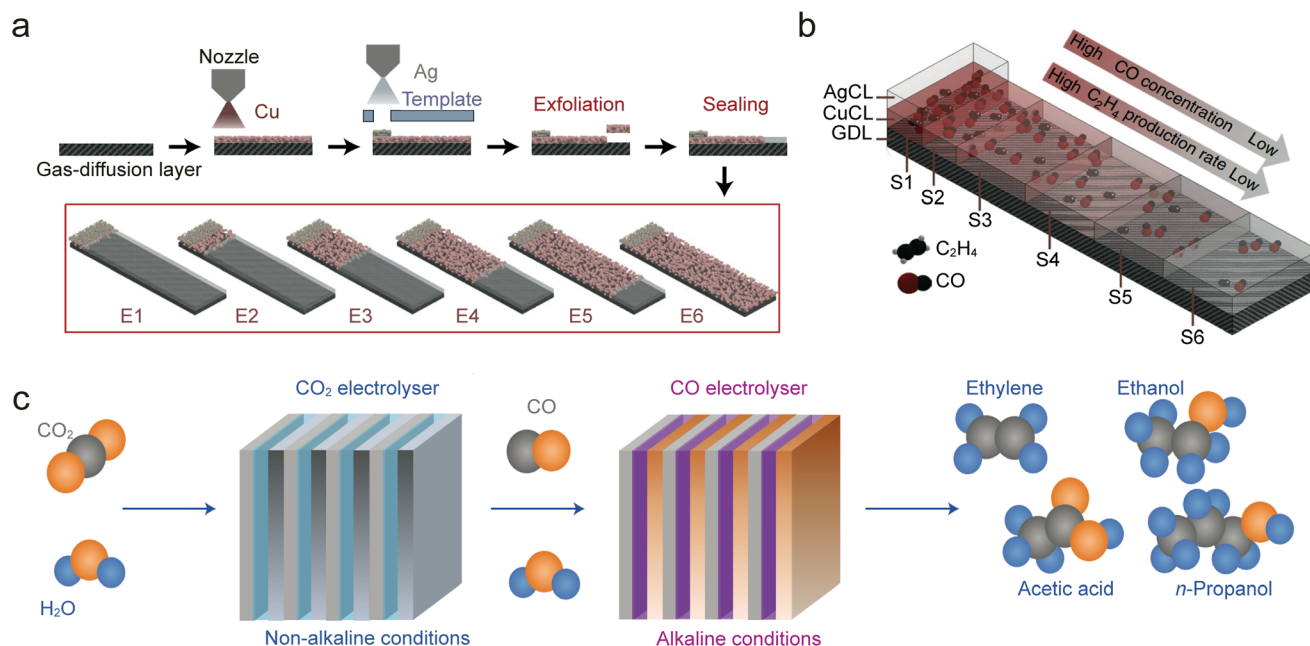 a
Nozzle
Cu
Ag
Template
Exfoliation
Sealing
Gas-diffusion layer
E1
E2
E3
E4
E5
E6
b
High CO concentration Low
High C₂H₄ production rate Low
AgCL
CuCL
GDL
S1
S2
S3
S4
S5
S6
C₂H₄
CO
c
CO₂
H₂O
CO₂ electrolyser
Non-alkaline conditions
CO
CO electrolyser
Alkaline conditions
Ethylene
Ethanol
Acetic acid
n-Propanol